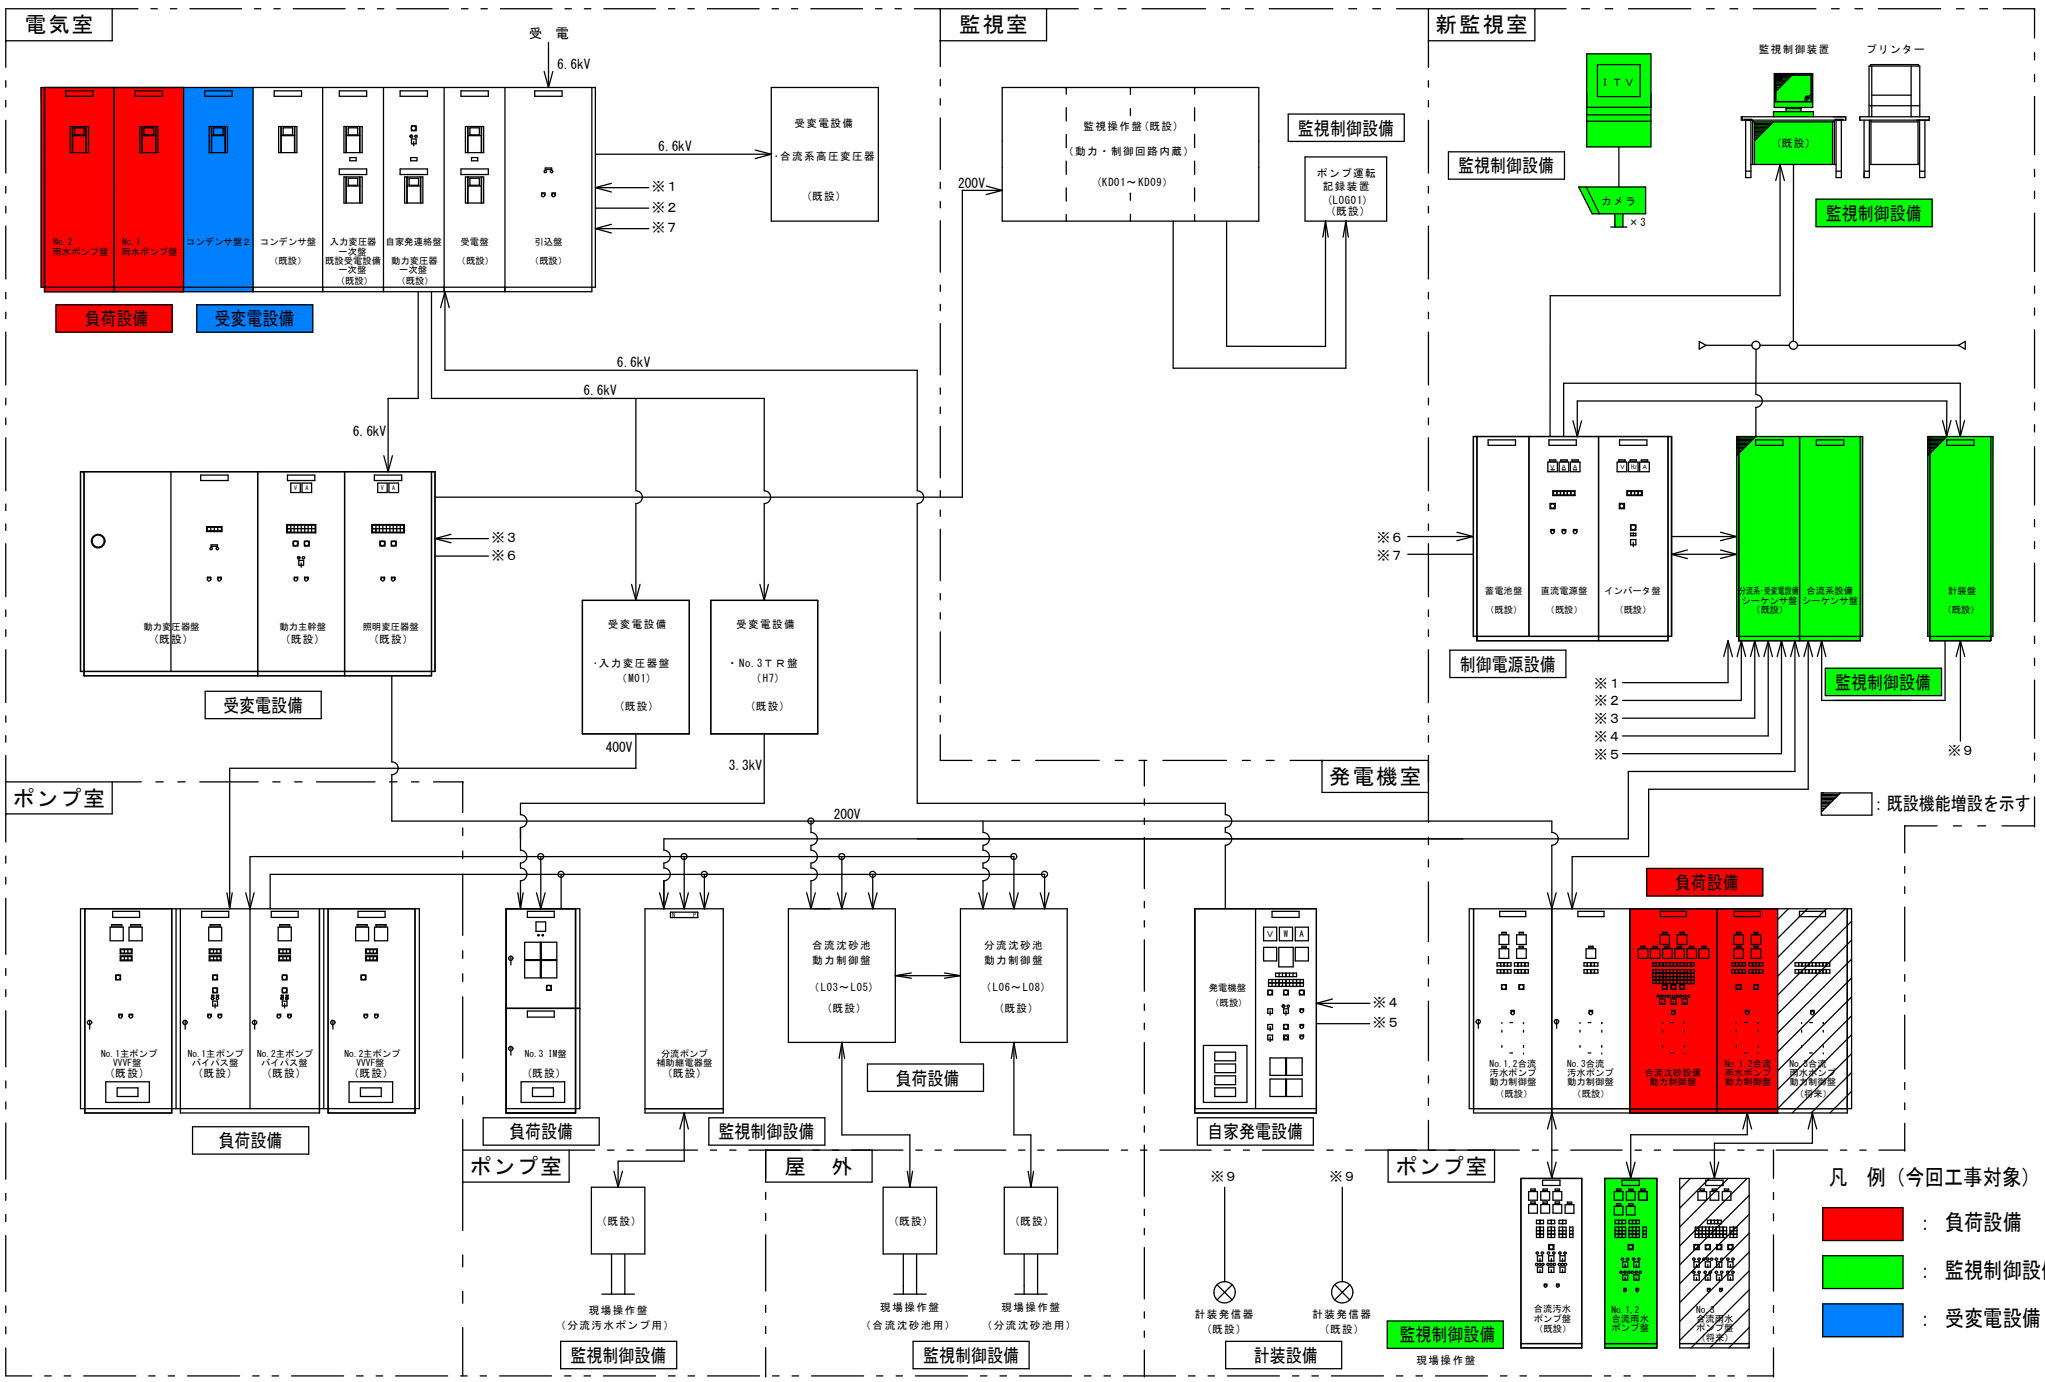 電気室
受　電
6.6kV
No.2
雨水ポンプ盤
No.1
雨水ポンプ盤
コンデンサ盤２
コンデンサ盤
(既設)
入力変圧器
一次盤
既設受電設備
一次盤
(既設)
自家発連絡盤
動力変圧器
一次盤
(既設)
受電盤
(既設)
引込盤
(既設)
負荷設備
受変電設備
6.6kV
※１
※２
※７
受変電設備
・合流系高圧変圧器
(既設)
6.6kV
6.6kV
6.6kV
動力変圧器盤
(既設)
V A
動力主幹盤
(既設)
V A
照明変圧器盤
(既設)
※３
※６
受変電設備
受変電設備
・入力変圧器盤
(M01)
(既設)
400V
受変電設備
・No.3ＴＲ盤
(H7)
(既設)
3.3kV
監視室
200V
監視操作盤(既設)
(動力・制御回路内蔵)
(KD01～KD09)
監視制御設備
ポンプ運転
記録装置
(LOG01)
(既設)
新監視室
監視制御設備
ＩＴＶ
カメラ
×３
監視制御装置
プリンター
(既設)
監視制御設備
※６
※７
蓄電池盤
(既設)
V A A
直流電源盤
(既設)
V Hz A
インバータ盤
(既設)
制御電源設備
分流系・受変電設備
シーケンサ盤
(既設)
合流系設備
シーケンサ盤
計装盤
(既設)
監視制御設備
※１
※２
※３
※４
※５
※９
：既設機能増設を示す
ポンプ室
No.1主ポンプ
VVVF盤
(既設)
No.1主ポンプ
バイパス盤
(既設)
No.2主ポンプ
バイパス盤
(既設)
No.2主ポンプ
VVVF盤
(既設)
負荷設備
200V
No.3 IM盤
(既設)
負荷設備
分流ポンプ
補助継電器盤
(既設)
監視制御設備
合流沈砂池
動力制御盤
(L03～L05)
(既設)
分流沈砂池
動力制御盤
(L06～L08)
(既設)
負荷設備
発電機室
発電機盤
(既設)
V W A
※４
※５
自家発電設備
負荷設備
No.1,2合流
汚水ポンプ
動力制御盤
(既設)
No.3合流
汚水ポンプ
動力制御盤
(既設)
合流沈砂設備
動力制御盤
No.1,2合流
雨水ポンプ
動力制御盤
No.3合流
雨水ポンプ
動力制御盤
(将来)
ポンプ室
(既設)
現場操作盤
(分流汚水ポンプ用)
監視制御設備
屋　外
(既設)
現場操作盤
(合流沈砂池用)
(既設)
現場操作盤
(分流沈砂池用)
監視制御設備
※９
計装発信器
(既設)
※９
計装発信器
(既設)
計装設備
ポンプ室
監視制御設備
現場操作盤
合流汚水
ポンプ盤
(既設)
No.1,2
合流雨水
ポンプ盤
No.3
合流雨水
ポンプ盤
(将来)
凡　例（今回工事対象）
：　負荷設備
：　監視制御設
：　受変電設備